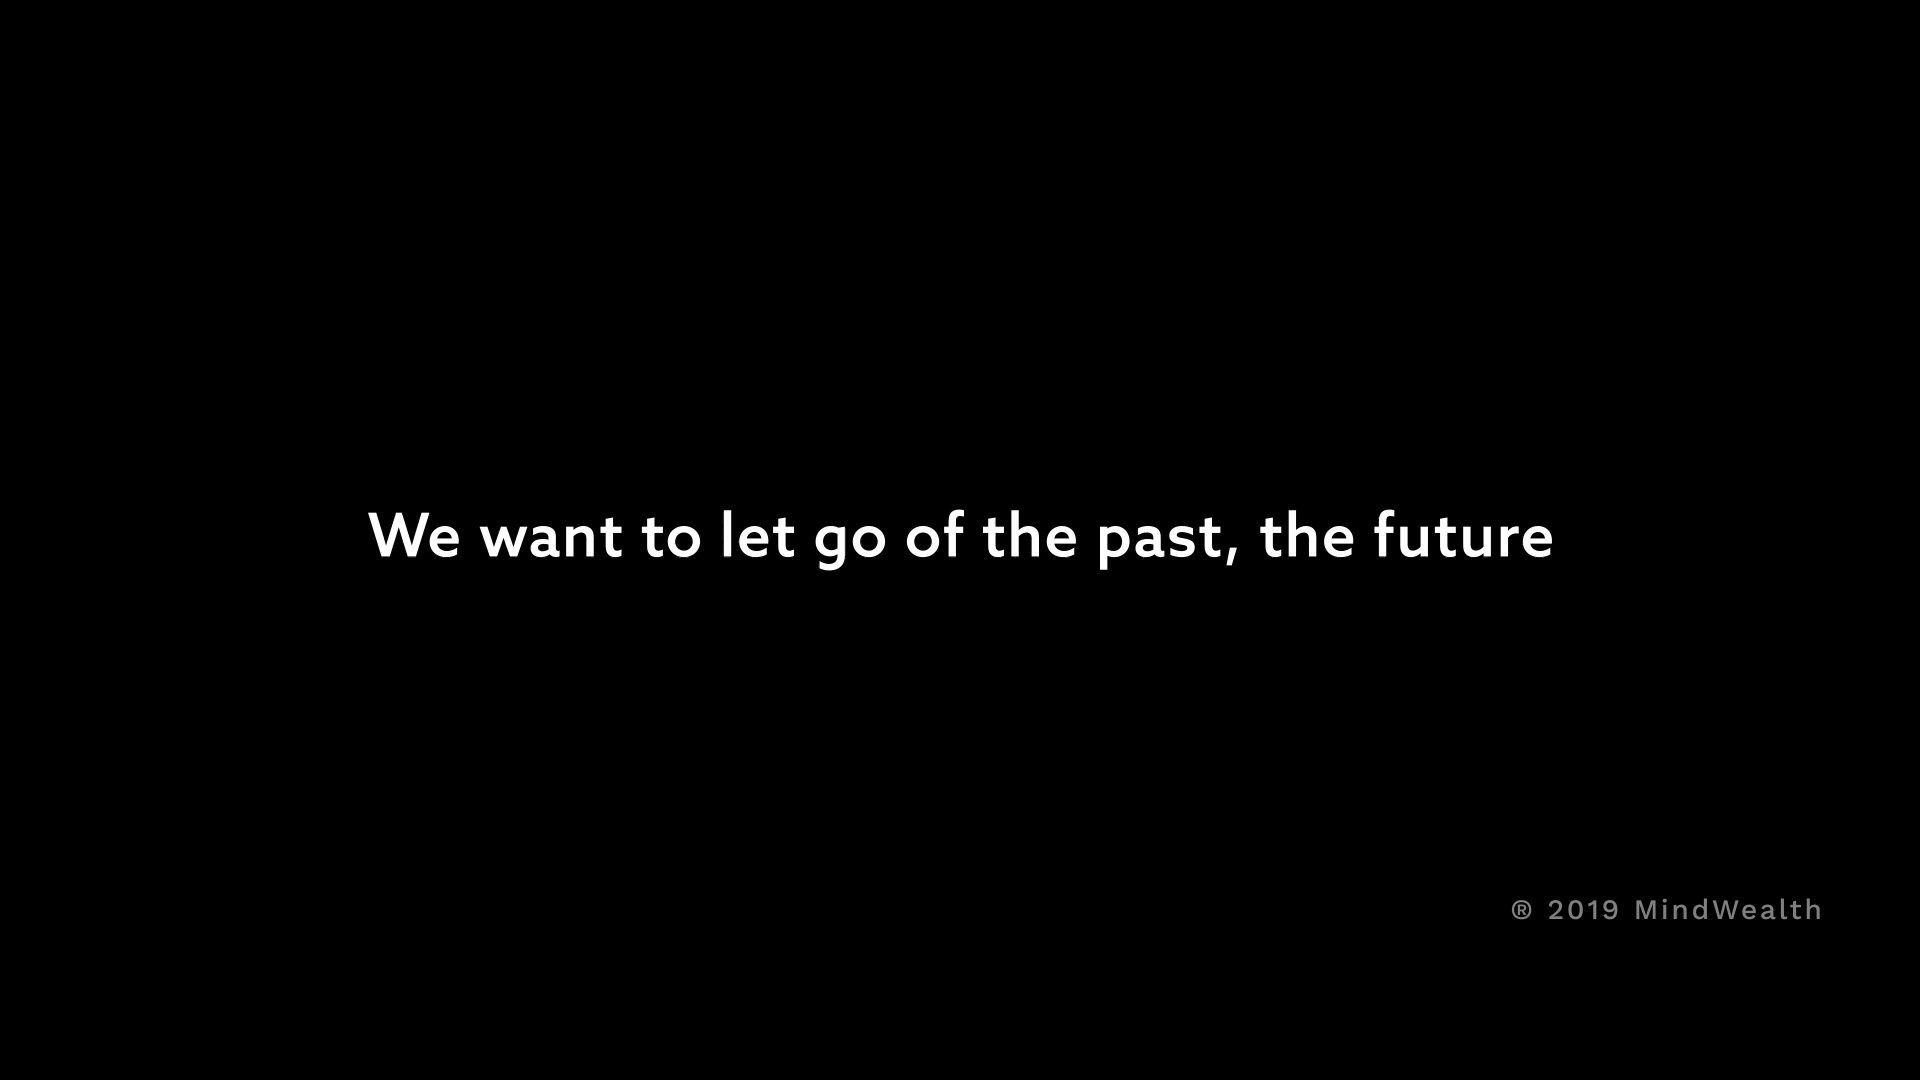 We want to let go of the past, the future
® 2019 MindWealth